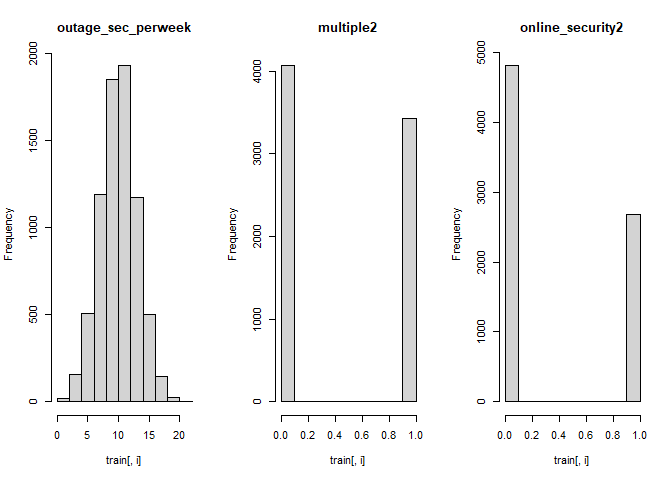 outage_sec_perweek
Frequency
0
500
1000
1500
2000
0 5 10 15 20
train[, i]
multiple2
Frequency
0
1000
2000
3000
4000
0.0 0.2 0.4 0.6 0.8 1.0
train[, i]
online_security2
Frequency
0
1000
2000
3000
4000
5000
0.0 0.2 0.4 0.6 0.8 1.0
train[, i]